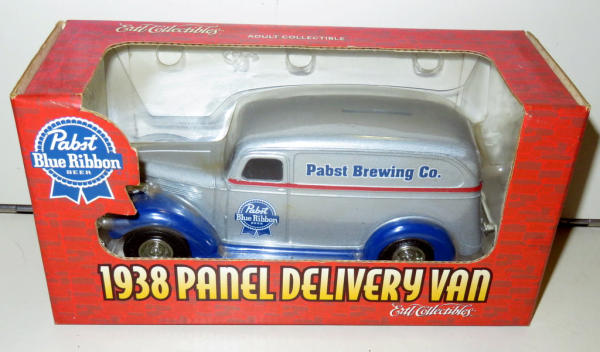 Ertl Collectibles
ADULT COLLECTIBLE
Pabst
Blue Ribbon
BEER
Pabst Brewing Co.
Pabst
Blue Ribbon
BEER
1938 PANEL DELIVERY VAN
Ertl Collectibles